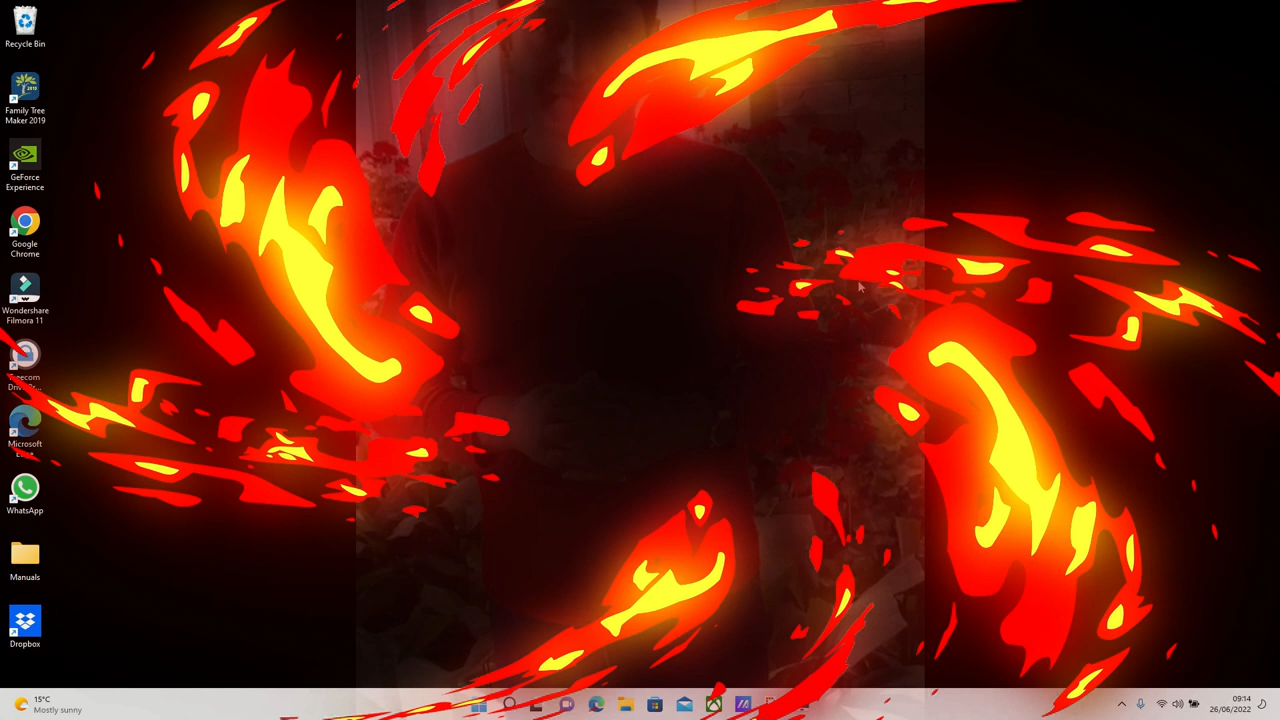 Recycle Bin
Family Tree
Maker 2019
GeForce
Experience
Google
Chrome
Wondershare
Filmora 11
Microsoft
WhatsApp
Manuals
Dropbox
15°C
Mostly sunny
09:14
26/06/2022